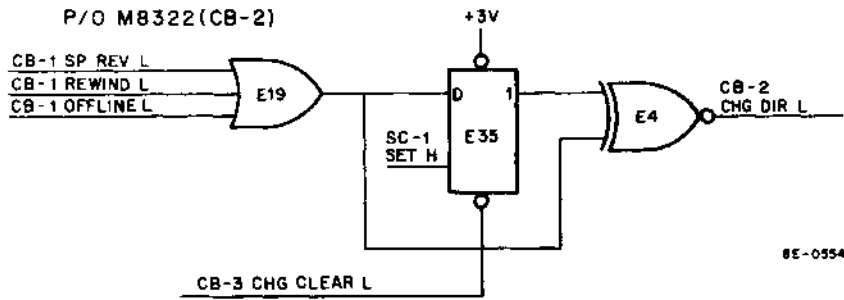 P/O M8322(CB-2)
+3V
CB-1 SP REV L
CB-1 REWIND L
CB-1 OFFLINE L
E19
D
1
E35
SC-1
SET H
E4
CB-2
CHG DIR L
8E-0554
CB-3 CHG CLEAR L